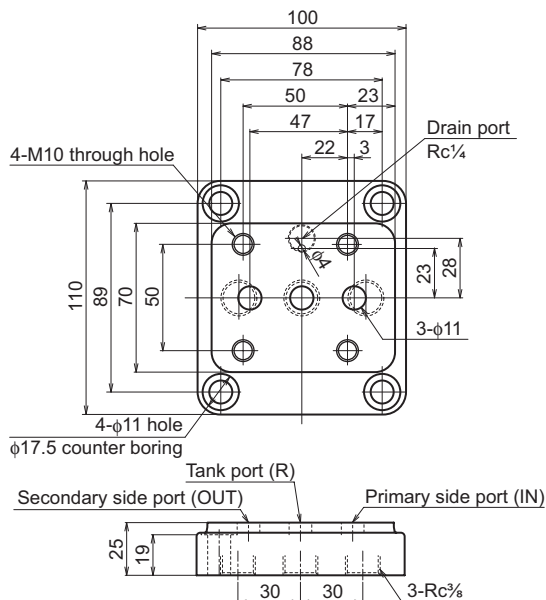 100
88
78
50 23
47 17
22 3
Drain port
Rc¼
4-M10 through hole
φ4
110
89
70
50
23
28
3-φ11
4-φ11 hole
φ17.5 counter boring
Tank port (R)
Secondary side port (OUT)
Primary side port (IN)
25
19
30 30
3-Rc⅜